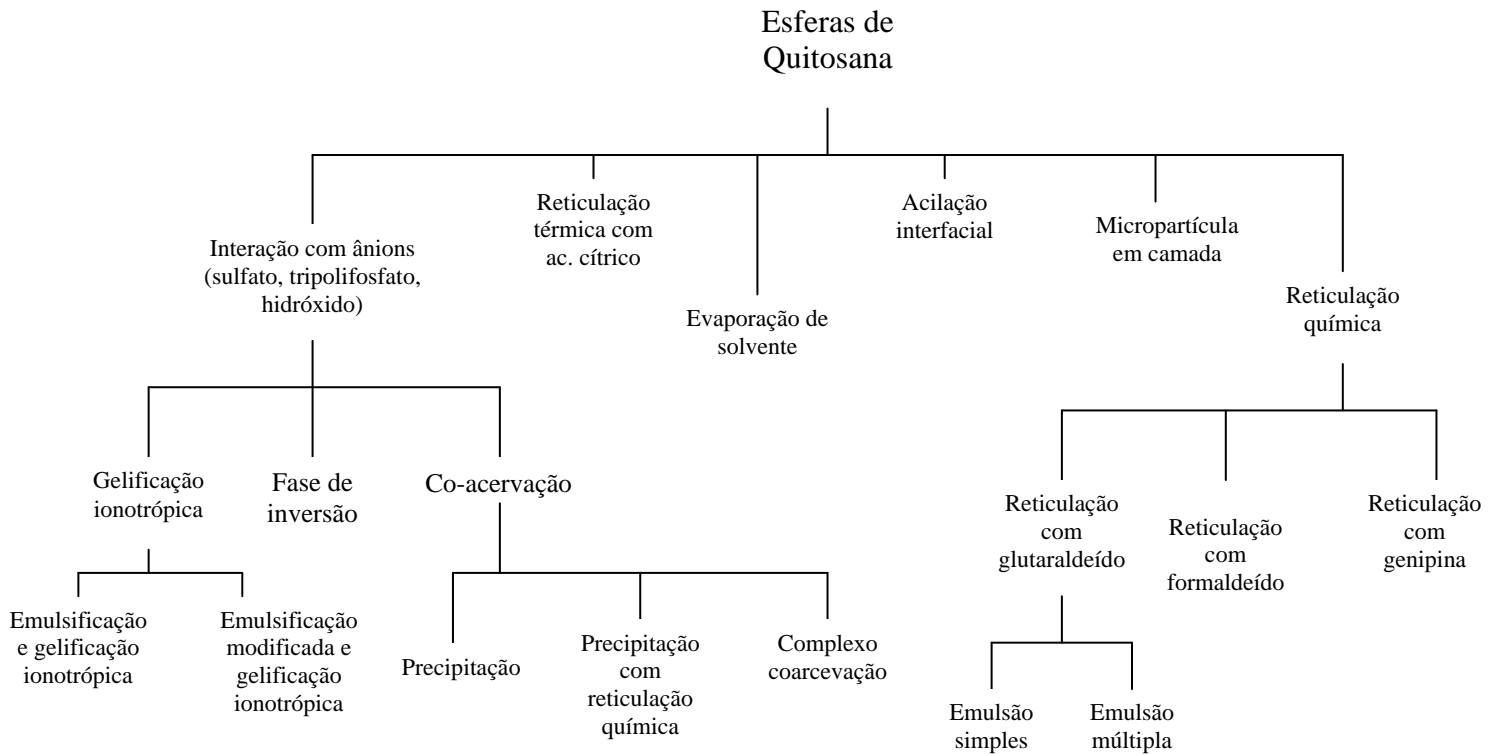 Esferas de
Quitosana
Interação com ânions
(sulfato, tripolifosfato,
hidróxido)
Reticulação
térmica com
ac. cítrico
Evaporação de
solvente
Acilação
interfacial
Micropartícula
em camada
Reticulação
química
Gelificação
ionotrópica
Fase de
inversão
Co-acervação
Reticulação
com
glutaraldeído
Reticulação
com
formaldeído
Reticulação
com
genipina
Emulsificação
e gelificação
ionotrópica
Emulsificação
modificada e
gelificação
ionotrópica
Precipitação
Precipitação
com
reticulação
química
Complexo
coarcevação
Emulsão
simples
Emulsão
múltipla